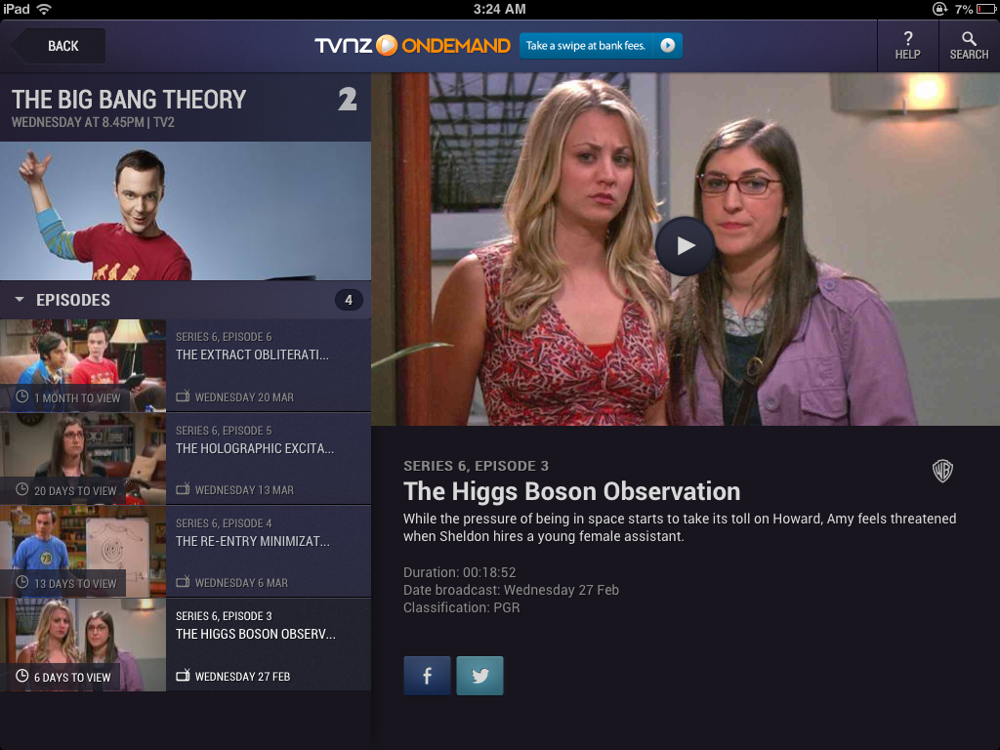 iPad
3:24 AM
7%
BACK
TVNZ ONDEMAND
Take a swipe at bank fees.
?
HELP
SEARCH
THE BIG BANG THEORY
2
WEDNESDAY AT 8.45PM | TV2
EPISODES
4
SERIES 6, EPISODE 6
THE EXTRACT OBLITERATI...
1 MONTH TO VIEW
WEDNESDAY 20 MAR
SERIES 6, EPISODE 5
THE HOLOGRAPHIC EXCITA...
20 DAYS TO VIEW
WEDNESDAY 13 MAR
SERIES 6, EPISODE 4
THE RE-ENTRY MINIMIZAT...
73
13 DAYS TO VIEW
WEDNESDAY 6 MAR
SERIES 6, EPISODE 3
THE HIGGS BOSON OBSERV...
6 DAYS TO VIEW
WEDNESDAY 27 FEB
SERIES 6, EPISODE 3
WB
The Higgs Boson Observation
While the pressure of being in space starts to take its toll on Howard, Amy feels threatened
when Sheldon hires a young female assistant.
Duration: 00:18:52
Date broadcast: Wednesday 27 Feb
Classification: PGR
f